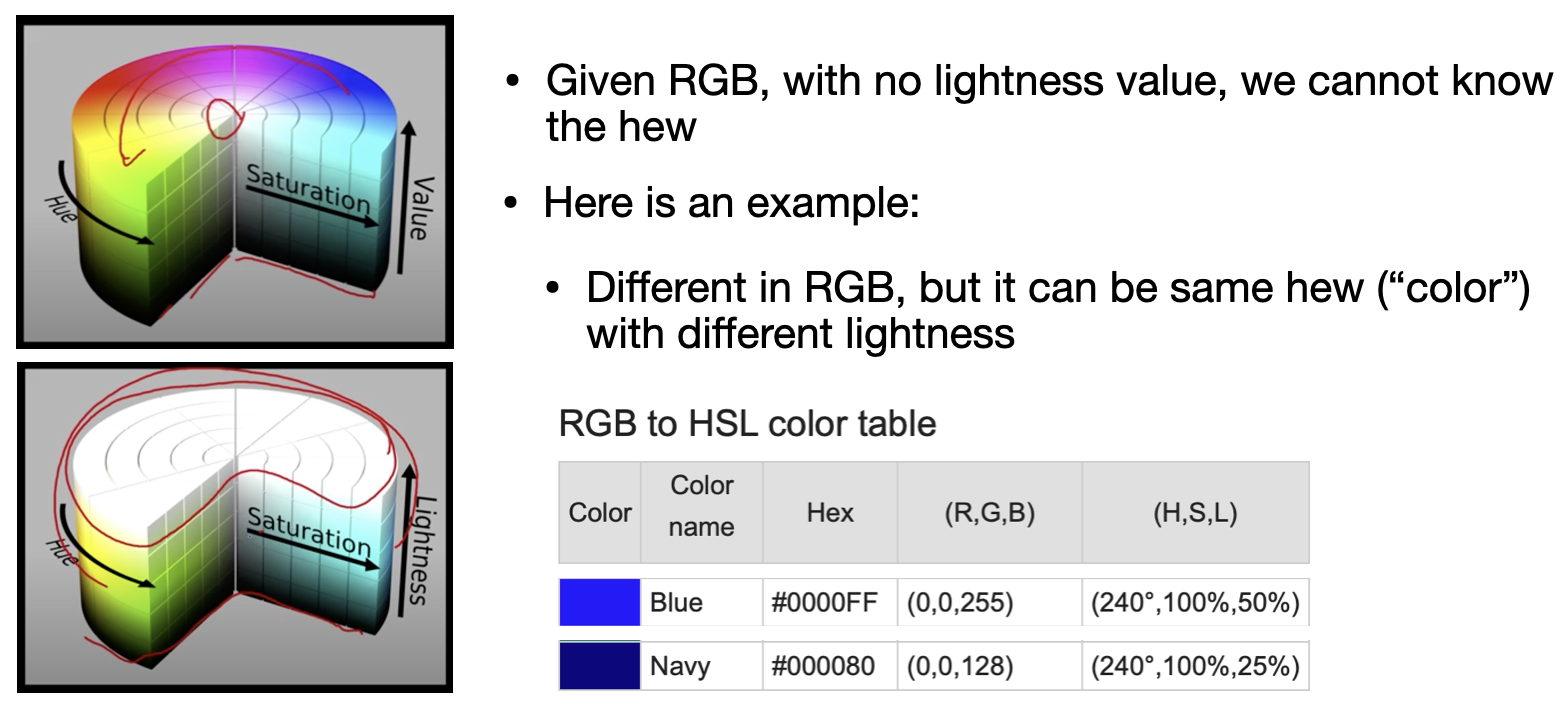 Hue
Saturation
Value
Hue
Saturation
Lightness
• Given RGB, with no lightness value, we cannot know
the hew
• Here is an example:
• Different in RGB, but it can be same hew (“color”)
with different lightness
RGB to HSL color table
Color Color name Hex (R,G,B) (H,S,L)
Blue #0000FF (0,0,255) (240°,100%,50%)
Navy #000080 (0,0,128) (240°,100%,25%)